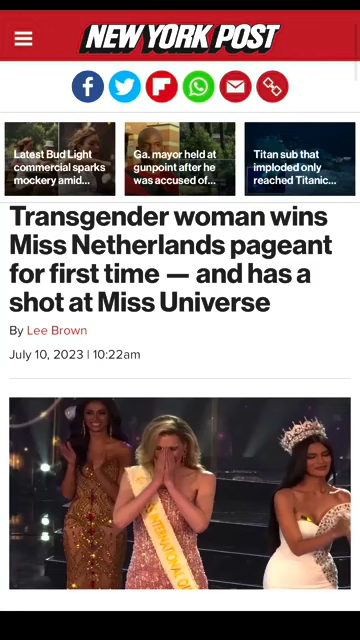 NEW YORK POST
Latest Bud Light
commercial sparks
mockery amid...
Ga. mayor held at
gunpoint after he
was accused of...
Titan sub that
imploded only
reached Titanic...
Transgender woman wins
Miss Netherlands pageant
for first time — and has a
shot at Miss Universe
By Lee Brown
July 10, 2023 | 10:22am
INTERNATIONAL